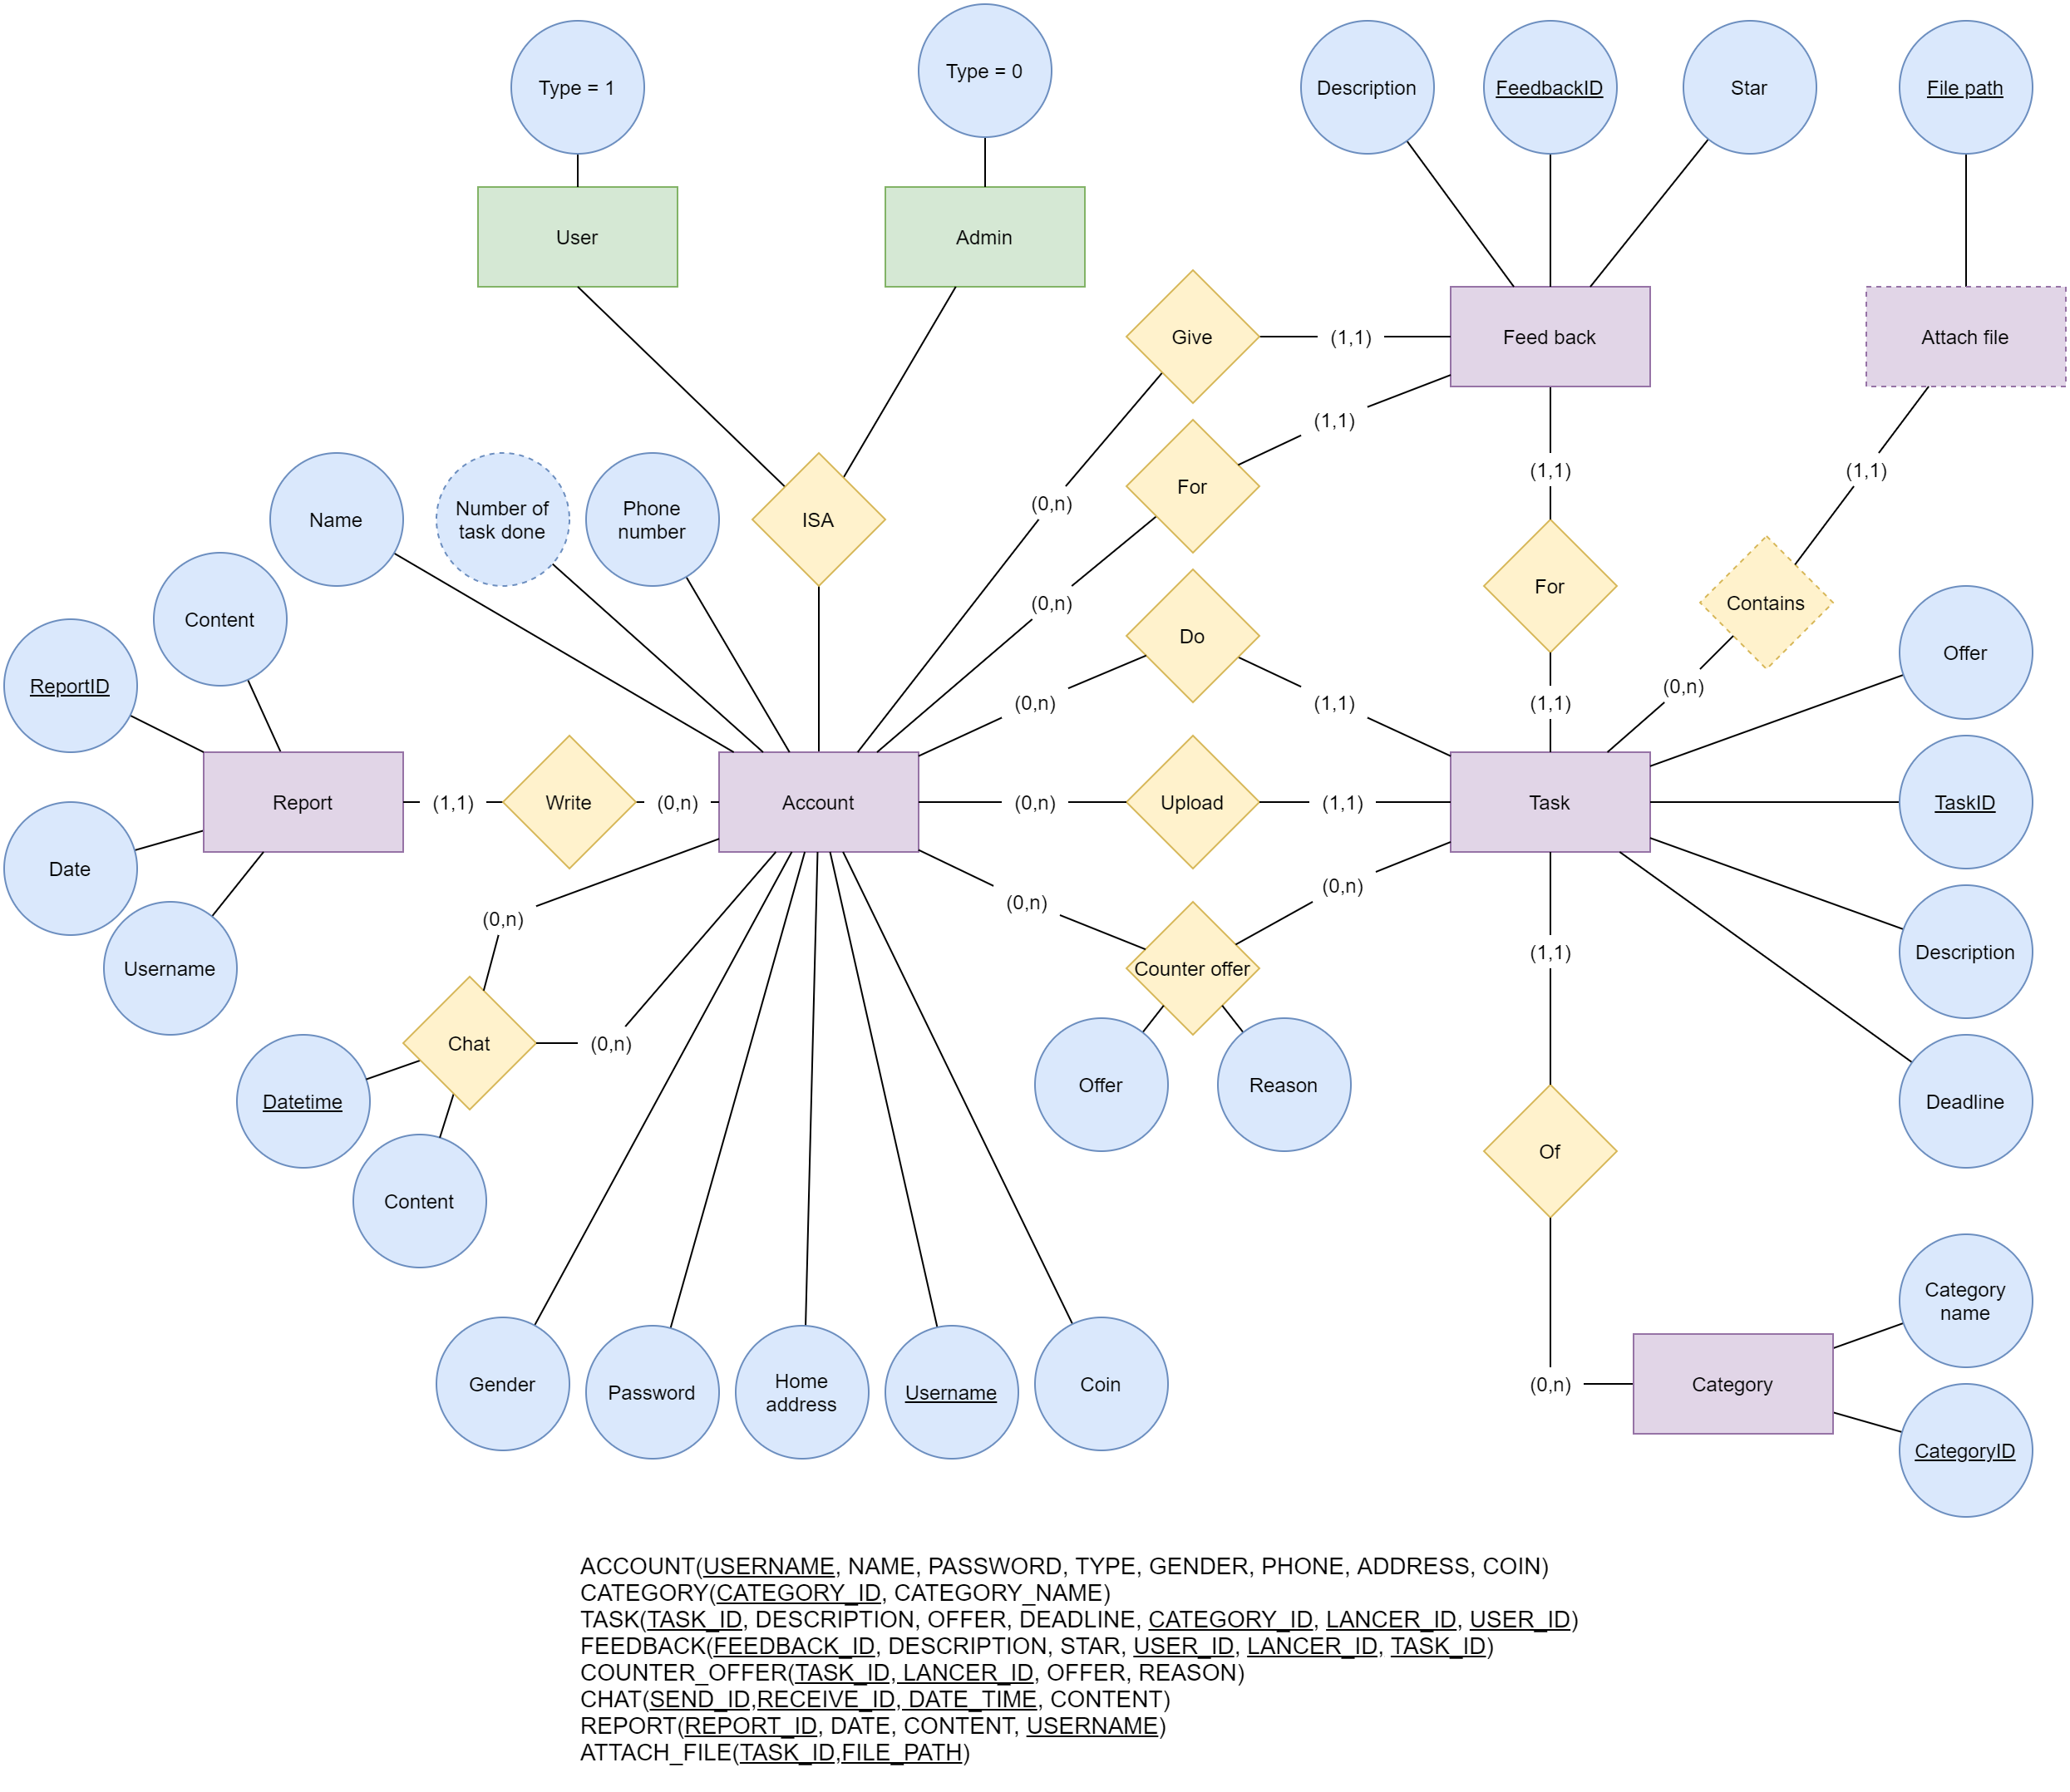 Type = 1
Type = 0
Description
FeedbackID
Star
File path
User
Admin
Give
(1,1)
Feed back
Attach file
(1,1)
For
(0,n)
(1,1)
(1,1)
Name
Number of
task done
Phone
number
ISA
For
Contains
(0,n)
Content
Do
Offer
ReportID
(0,n)
(0,n)
(1,1)
(1,1)
Report
(1,1)
Write
(0,n)
Account
(0,n)
Upload
(1,1)
Task
TaskID
Date
(0,n)
(0,n)
(0,n)
Username
Counter offer
(1,1)
Description
Chat
(0,n)
Datetime
Offer
Reason
Deadline
Of
Content
Category
name
Gender
Password
Home
address
Username
Coin
(0,n)
Category
CategoryID
ACCOUNT(USERNAME, NAME, PASSWORD, TYPE, GENDER, PHONE, ADDRESS, COIN)
CATEGORY(CATEGORY_ID, CATEGORY_NAME)
TASK(TASK_ID, DESCRIPTION, OFFER, DEADLINE, CATEGORY_ID, LANCER_ID, USER_ID)
FEEDBACK(FEEDBACK_ID, DESCRIPTION, STAR, USER_ID, LANCER_ID, TASK_ID)
COUNTER_OFFER(TASK_ID, LANCER_ID, OFFER, REASON)
CHAT(SEND_ID,RECEIVE_ID, DATE_TIME, CONTENT)
REPORT(REPORT_ID, DATE, CONTENT, USERNAME)
ATTACH_FILE(TASK_ID,FILE_PATH)